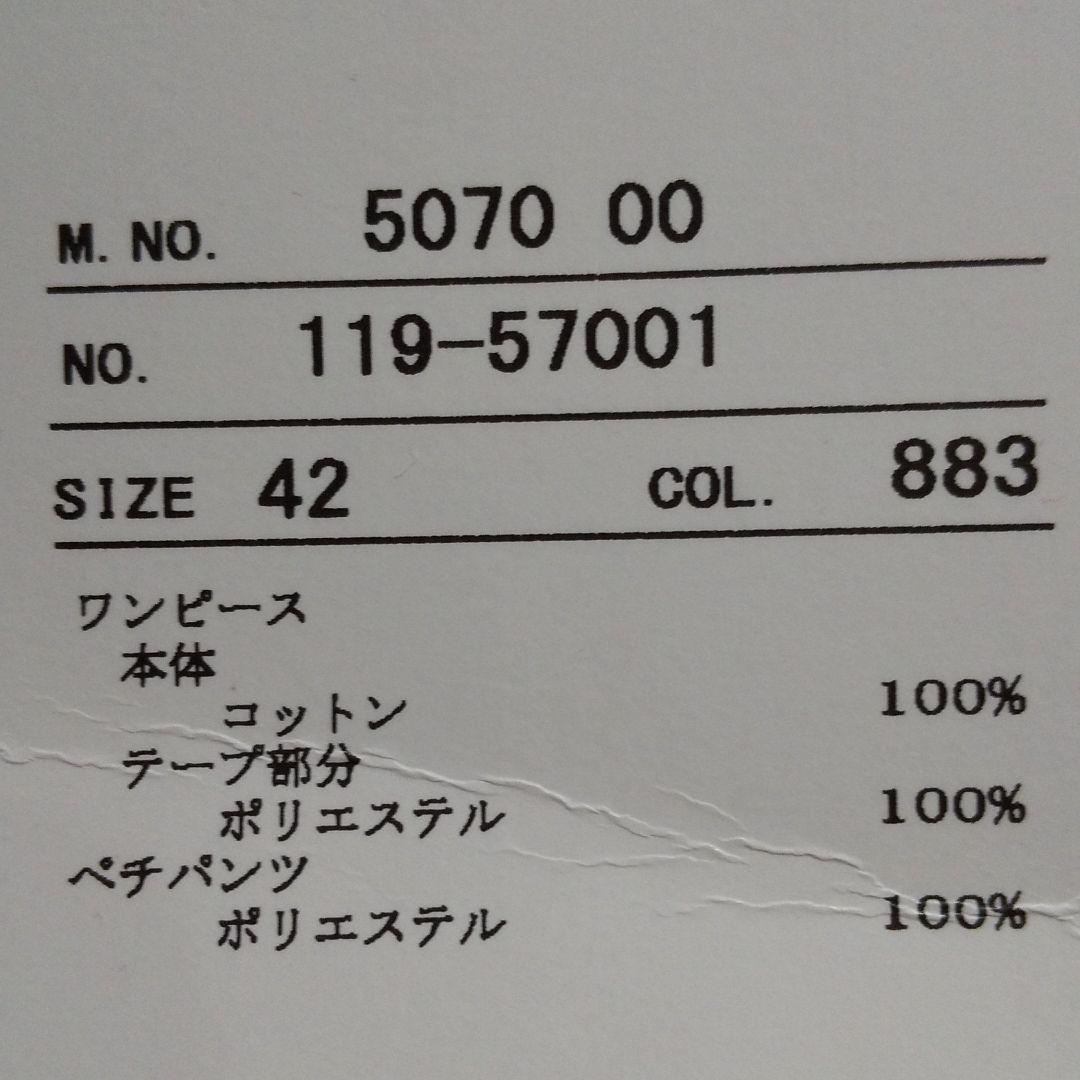 M. NO. 5070 00
NO. 119-57001
SIZE 42 COL. 883
ワンピース
本体
コットン 100%
テープ部分
ポリエステル 100%
ペチパンツ
ポリエステル 100%